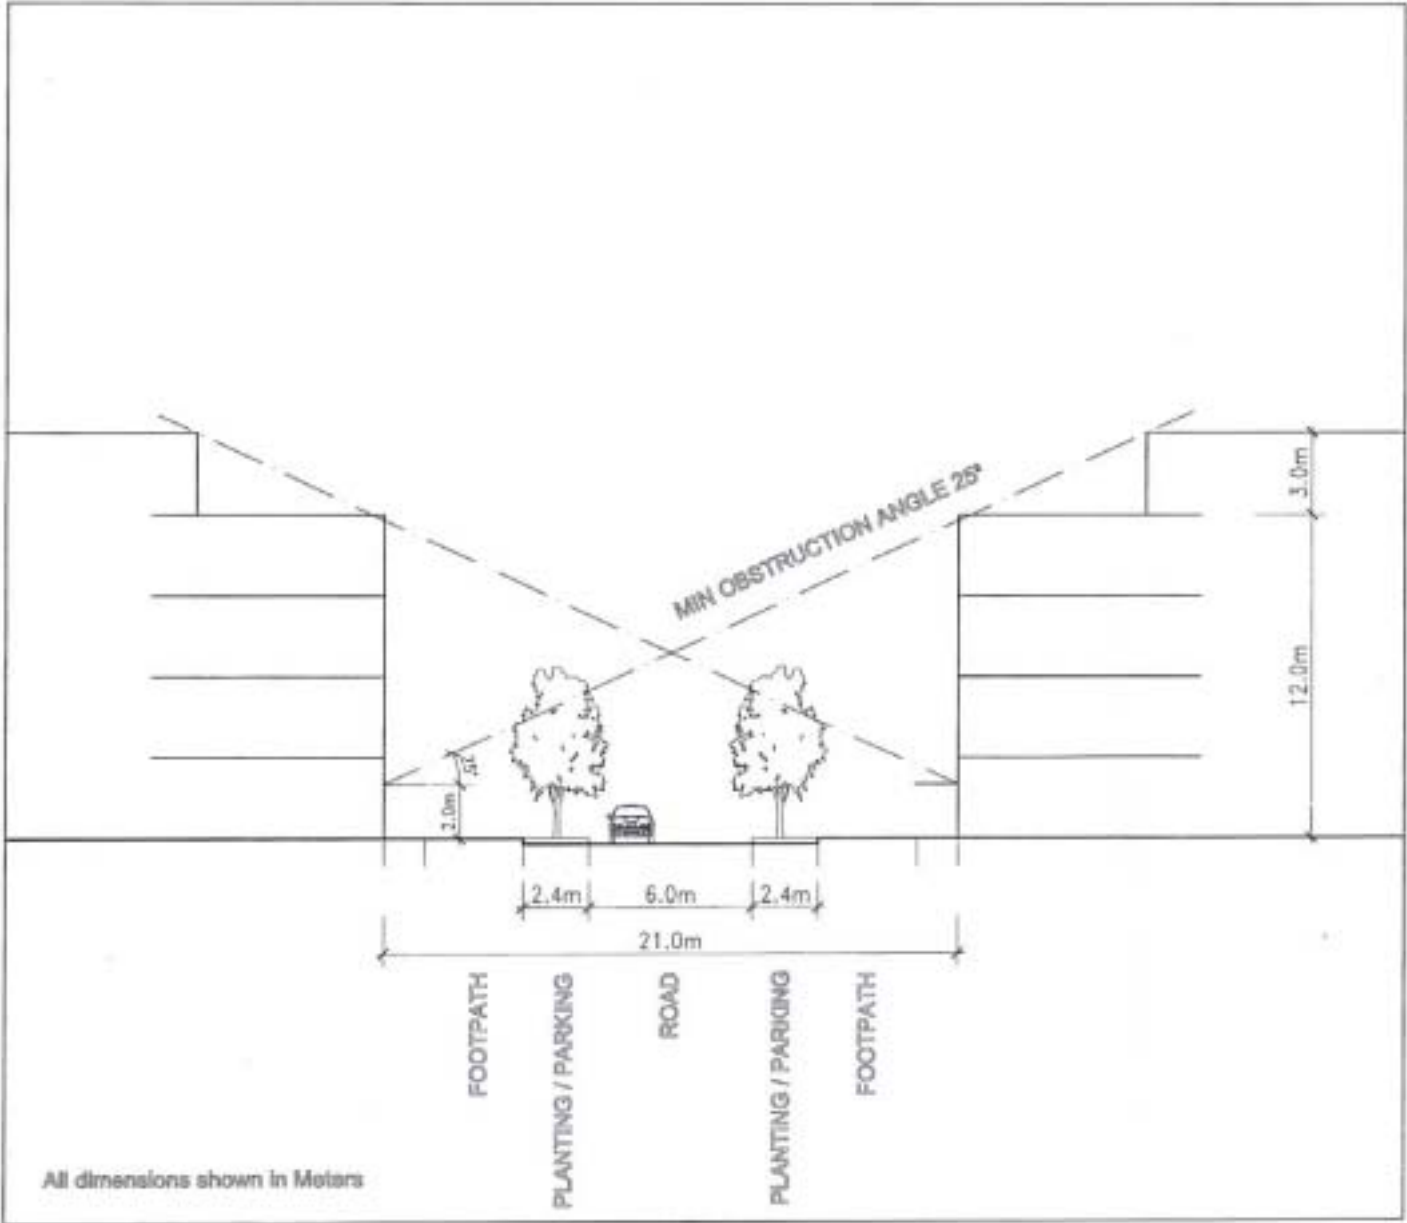 MIN OBSTRUCTION ANGLE 25°
3.0m
12.0m
25°
2.0m
2.4m
6.0m
2.4m
21.0m
FOOTPATH
PLANTING / PARKING
ROAD
PLANTING / PARKING
FOOTPATH
All dimensions shown in Meters